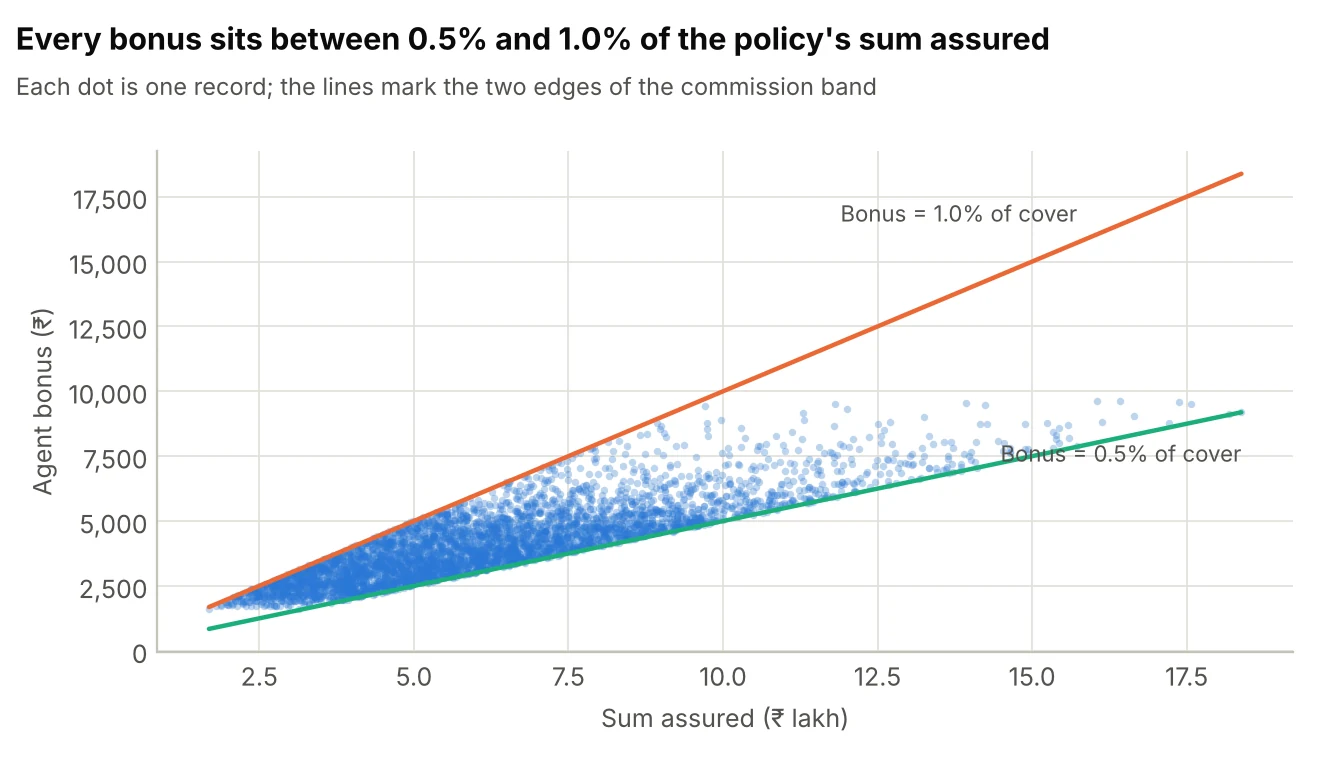 Every bonus sits between 0.5% and 1.0% of the policy's sum assured
Each dot is one record; the lines mark the two edges of the commission band
Agent bonus (₹)
17,500
15,000
12,500
10,000
7,500
5,000
2,500
0
Bonus = 1.0% of cover
Bonus = 0.5% of cover
2.5
5.0
7.5
10.0
12.5
15.0
17.5
Sum assured (₹ lakh)